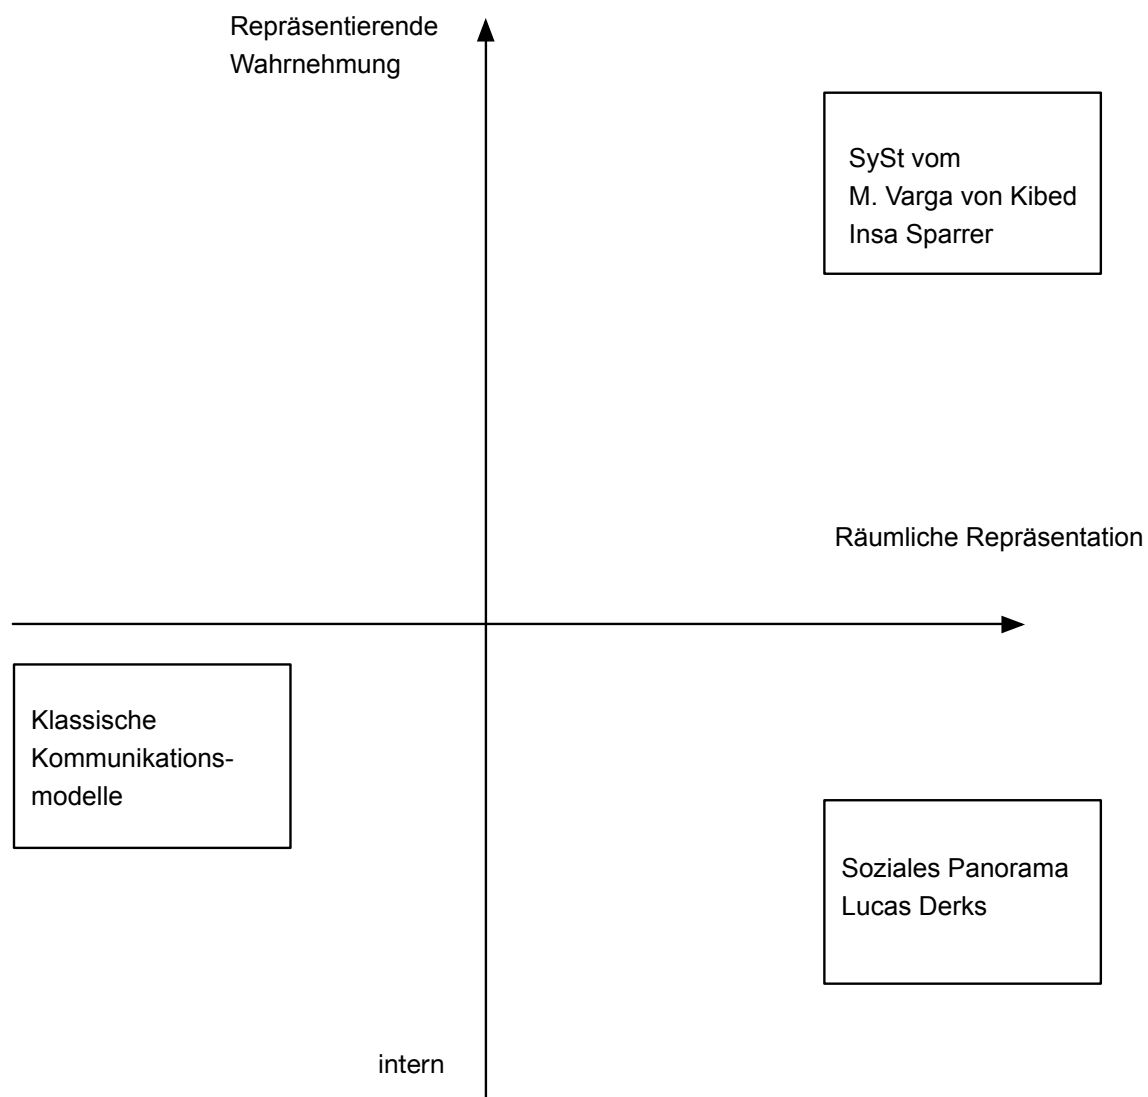 Repräsentierende
Wahrnehmung
SySt vom
M. Varga von Kibed
Insa Sparrer
Räumliche Repräsentation
Klassische
Kommunikations-
modelle
Soziales Panorama
Lucas Derks
intern